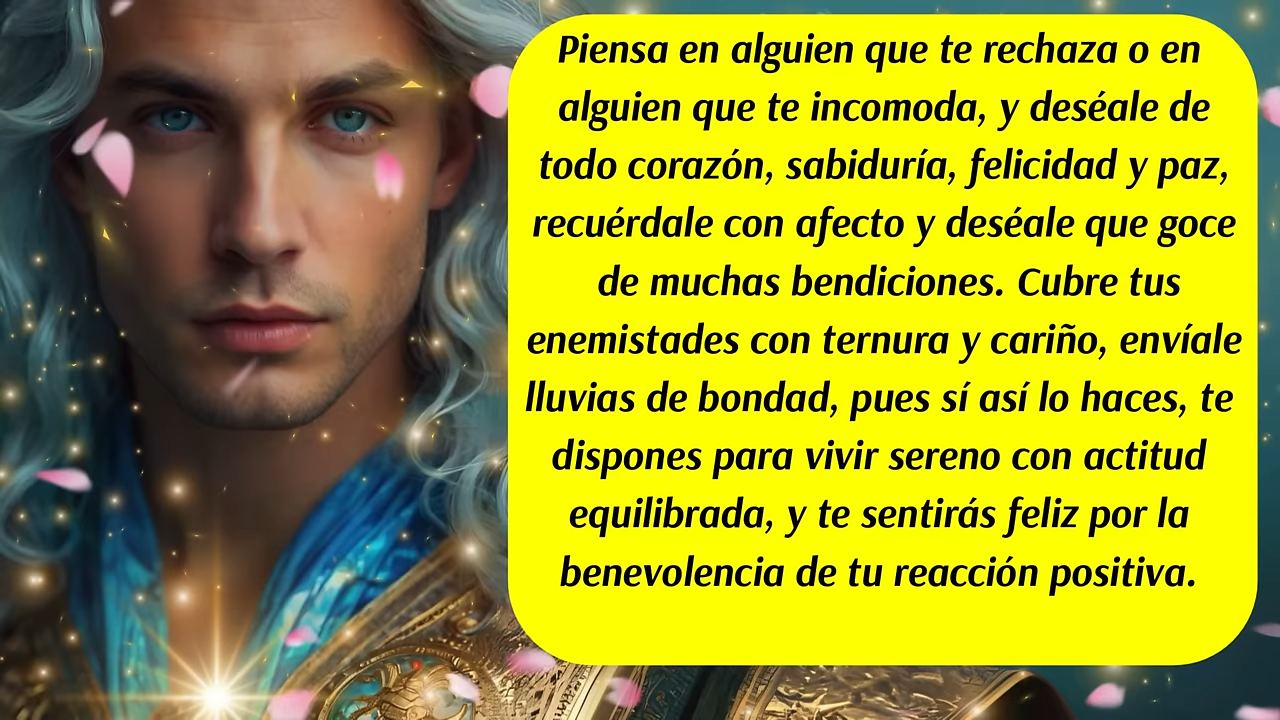 Piensa en alguien que te rechaza o en
alguien que te incomoda, y deséale de
todo corazón, sabiduría, felicidad y paz,
recuérdale con afecto y deséale que goce
de muchas bendiciones. Cubre tus
enemistades con ternura y cariño, envíale
lluvias de bondad, pues sí así lo haces, te
dispones para vivir sereno con actitud
equilibrada, y te sentirás feliz por la
benevolencia de tu reacción positiva.